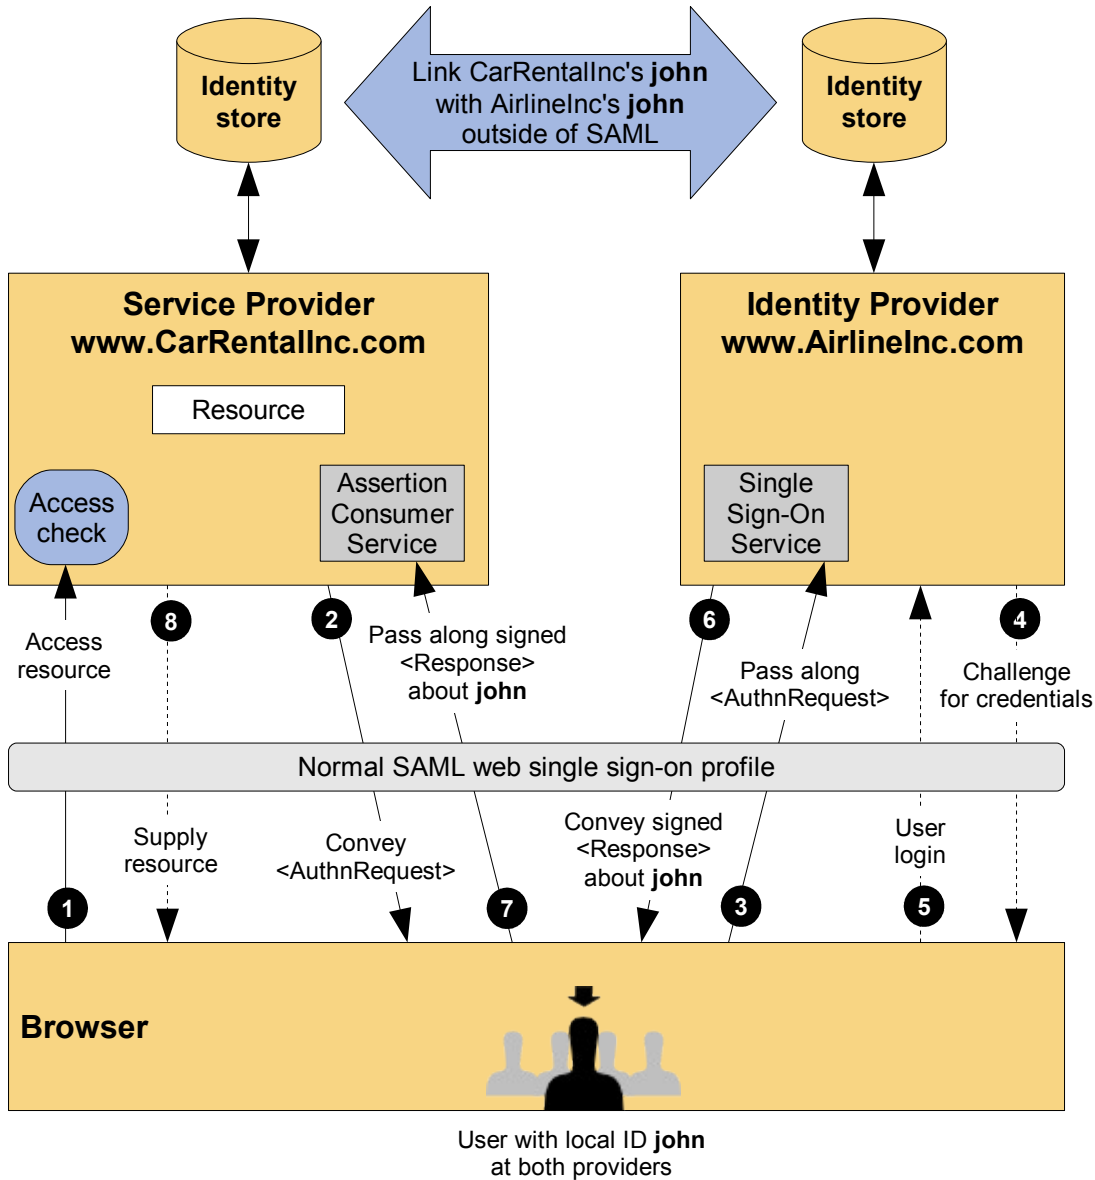 Identity
store
Link CarRentalInc's john
with AirlineInc's john
outside of SAML
Identity
store
Service Provider
www.CarRentalInc.com
Resource
Access
check
Assertion
Consumer
Service
Identity Provider
www.AirlineInc.com
Single
Sign-On
Service
8
2
6
4
Access
resource
Pass along signed
<Response>
about john
Pass along
<AuthnRequest>
Challenge
for credentials
Normal SAML web single sign-on profile
Supply
resource
Convey
<AuthnRequest>
Convey signed
<Response>
about john
User
login
1
7
3
5
Browser
User with local ID john
at both providers